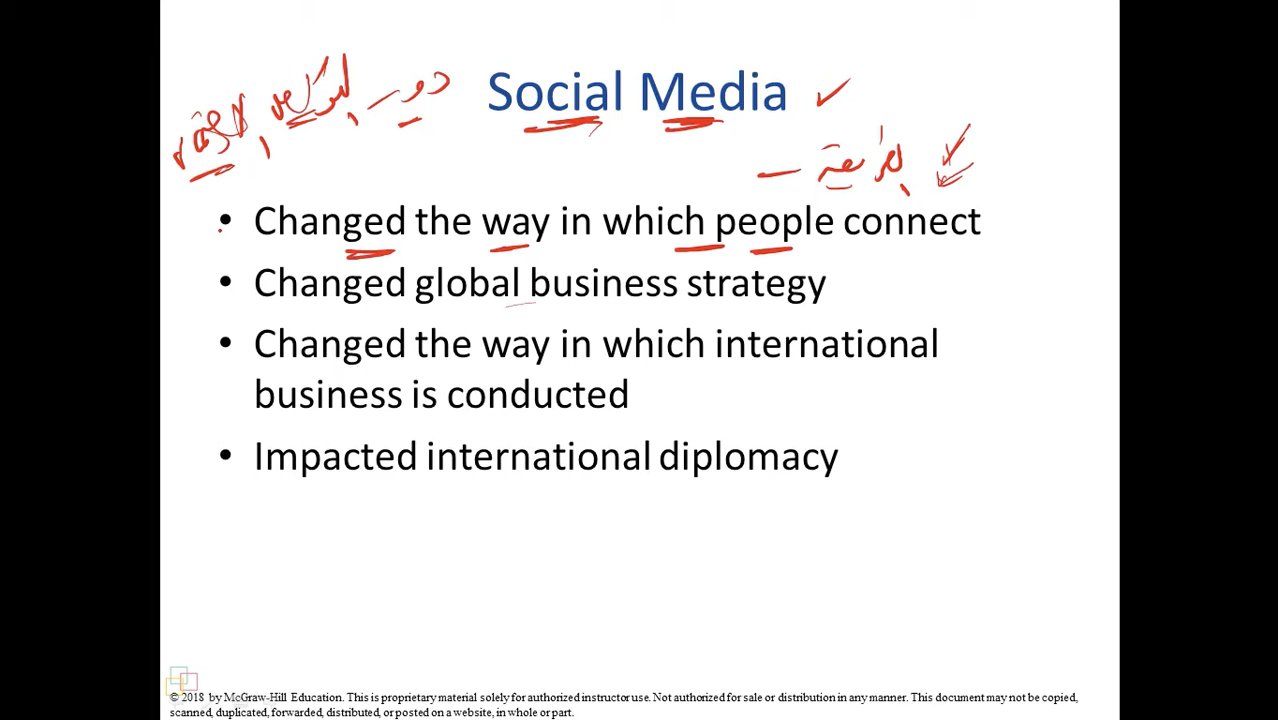 Social Media
دور
• Changed the way in which people connect
• Changed global business strategy
• Changed the way in which international
business is conducted
• Impacted international diplomacy
© 2018 by McGraw-Hill Education. This is proprietary material solely for authorized instructor use. Not authorized for sale or distribution in any manner. This document may not be copied,
scanned, duplicated, forwarded, distributed, or posted on a website, in whole or part.